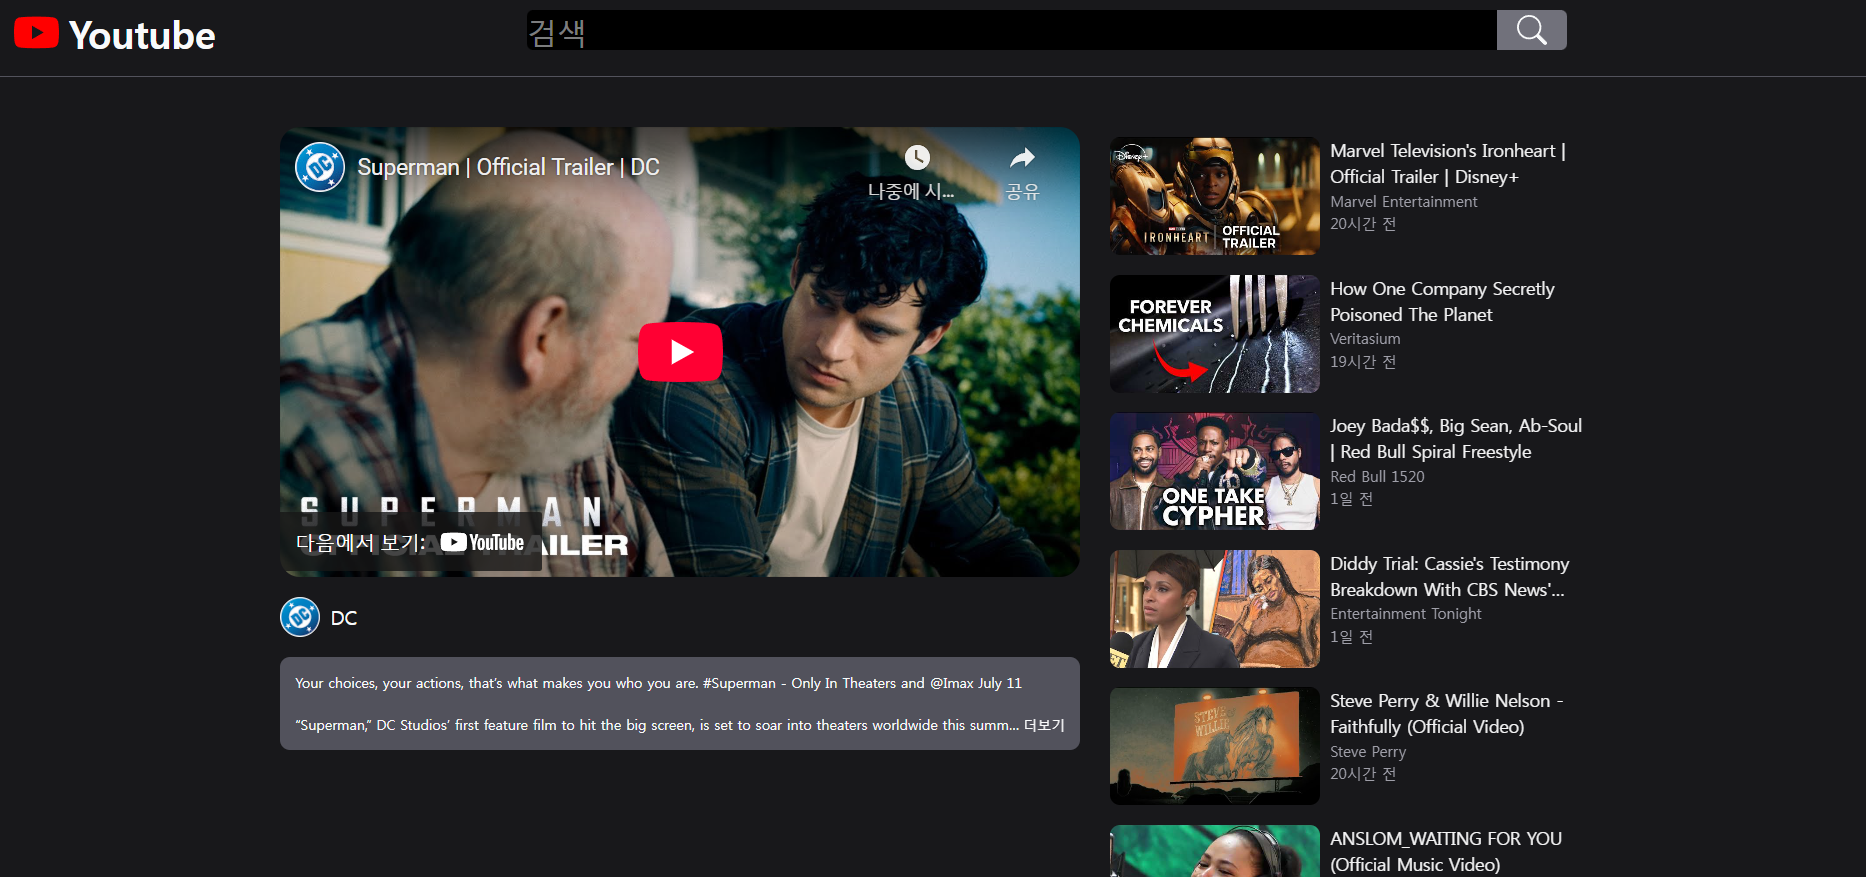 Youtube
검색
DC
Superman | Official Trailer | DC
나중에 시...
공유
SUPERMAN
다음에서 보기: YouTube
DC
DC
Your choices, your actions, that's what makes you who you are. #Superman - Only In Theaters and @Imax July 11
“Superman,” DC Studios’ first feature film to hit the big screen, is set to soar into theaters worldwide this summ... 더보기
Disney+
IRONHEART
OFFICIAL
TRAILER
Marvel Television's Ironheart |
Official Trailer | Disney+
Marvel Entertainment
20시간 전
FOREVER
CHEMICALS
How One Company Secretly
Poisoned The Planet
Veritasium
19시간 전
ONE TAKE
CYPHER
Joey Bada$$, Big Sean, Ab-Soul
| Red Bull Spiral Freestyle
Red Bull 1520
1일 전
ET
Diddy Trial: Cassie's Testimony
Breakdown With CBS News'...
Entertainment Tonight
1일 전
STEVE
WILLIE
Steve Perry & Willie Nelson -
Faithfully (Official Video)
Steve Perry
20시간 전
ANSLOM_WAITING FOR YOU
(Official Music Video)